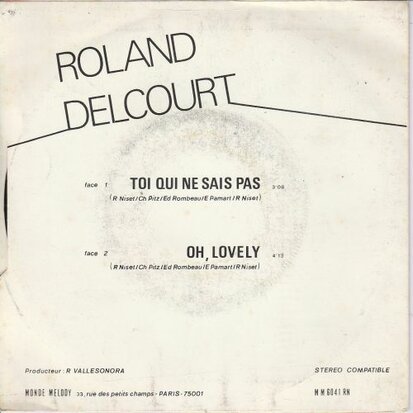 ROLAND
DELCOURT
face 1 TOI QUI NE SAIS PAS 3'08
(R Niset/Ch Pitz/Ed Rombeau/E Pamart/R Niset)
face 2 OH, LOVELY 4'13
(R Niset/Ch Pitz/Ed Rombeau/E Pamart/R Niset)
Producteur: R VALLESONORA STEREO COMPATIBLE
MONDE MELODY 39, rue des petits champs - PARIS - 75001 MM 6041 RN